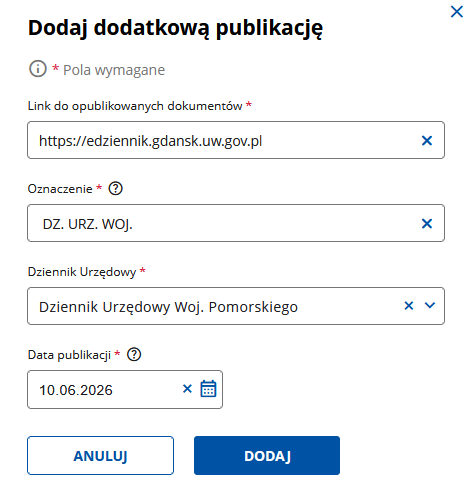 Dodaj dodatkową publikację
* Pola wymagane
Link do opublikowanych dokumentów *
https://edziennik.gdansk.uw.gov.pl
Oznaczenie *
DZ. URZ. WOJ.
Dziennik Urzędowy *
Dziennik Urzędowy Woj. Pomorskiego
Data publikacji *
10.06.2026
ANULUJ
DODAJ